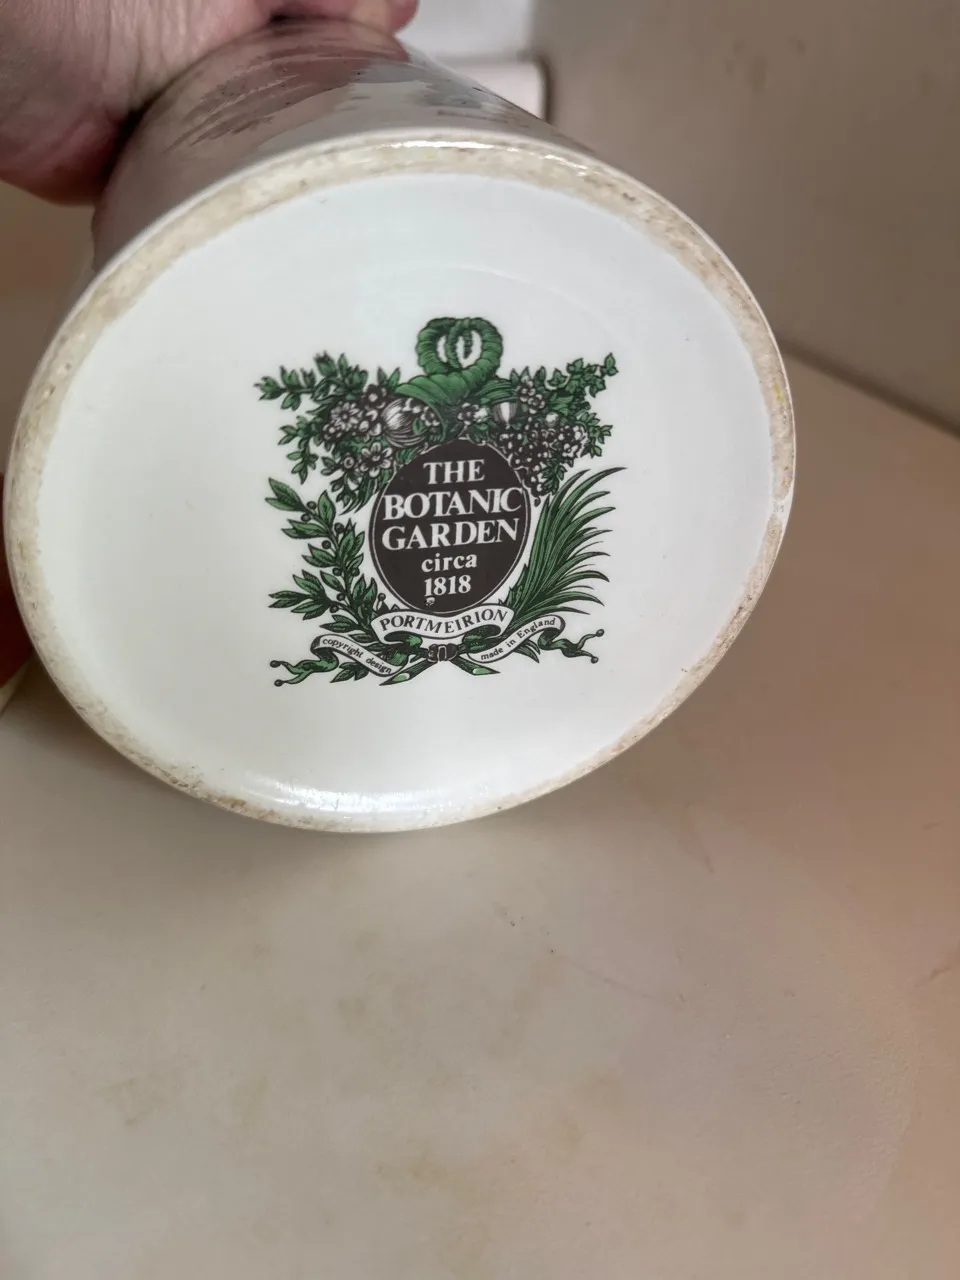 THE
BOTANIC
GARDEN
circa
1818
PORTMEIRION
copyright design
made in England